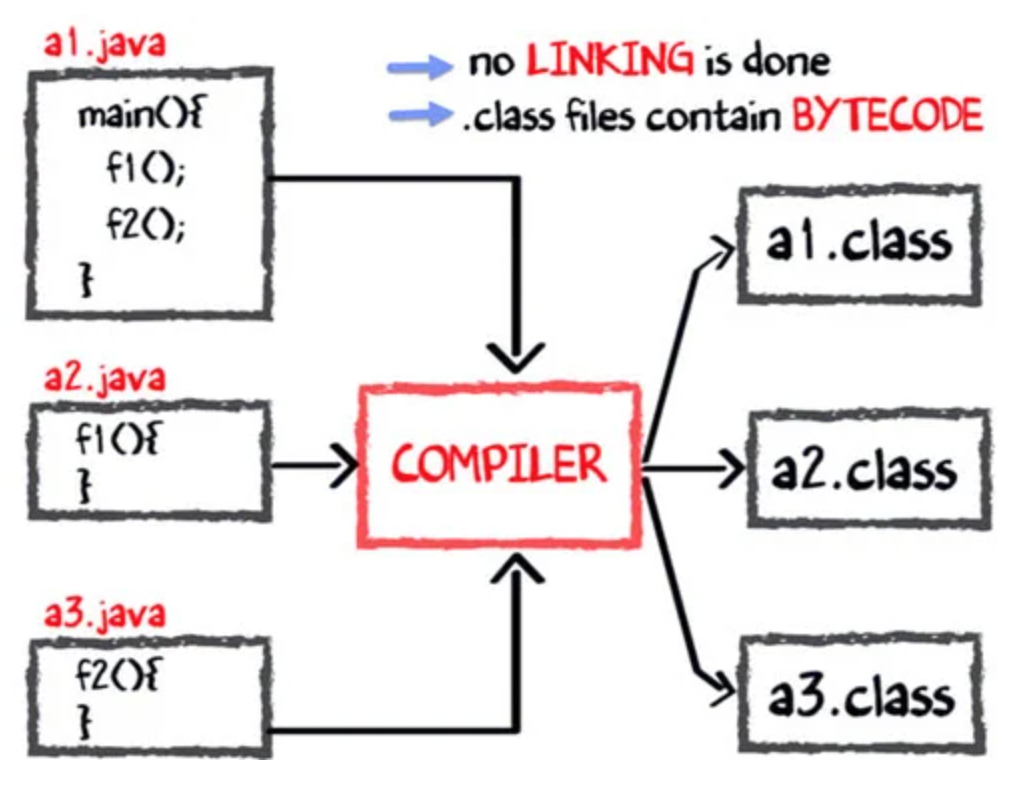 a1.java
main(){
f1();
f2();
}
no LINKING is done
.class files contain BYTECODE
a2.java
f1(){
}
a3.java
f2(){
}
COMPILER
a1.class
a2.class
a3.class